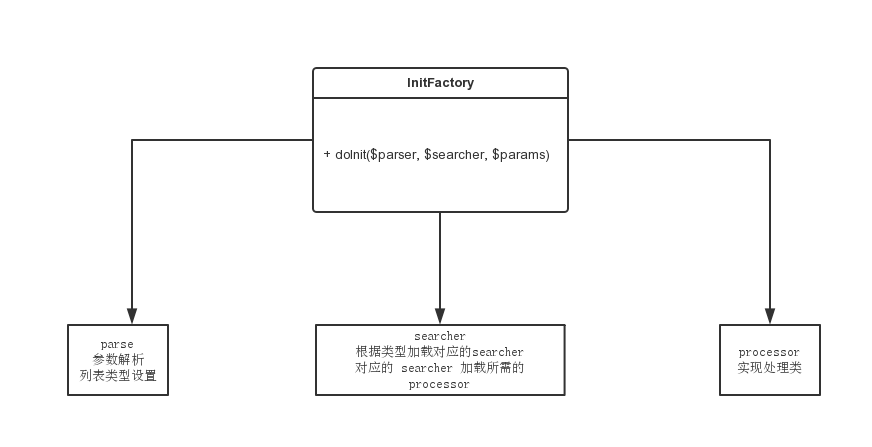 InitFactory
+ doInit($parser, $searcher, $params)
parse
参数解析
列表类型设置
searcher
根据类型加载对应的searcher
对应的 searcher 加载所需的
processor
processor
实现处理类